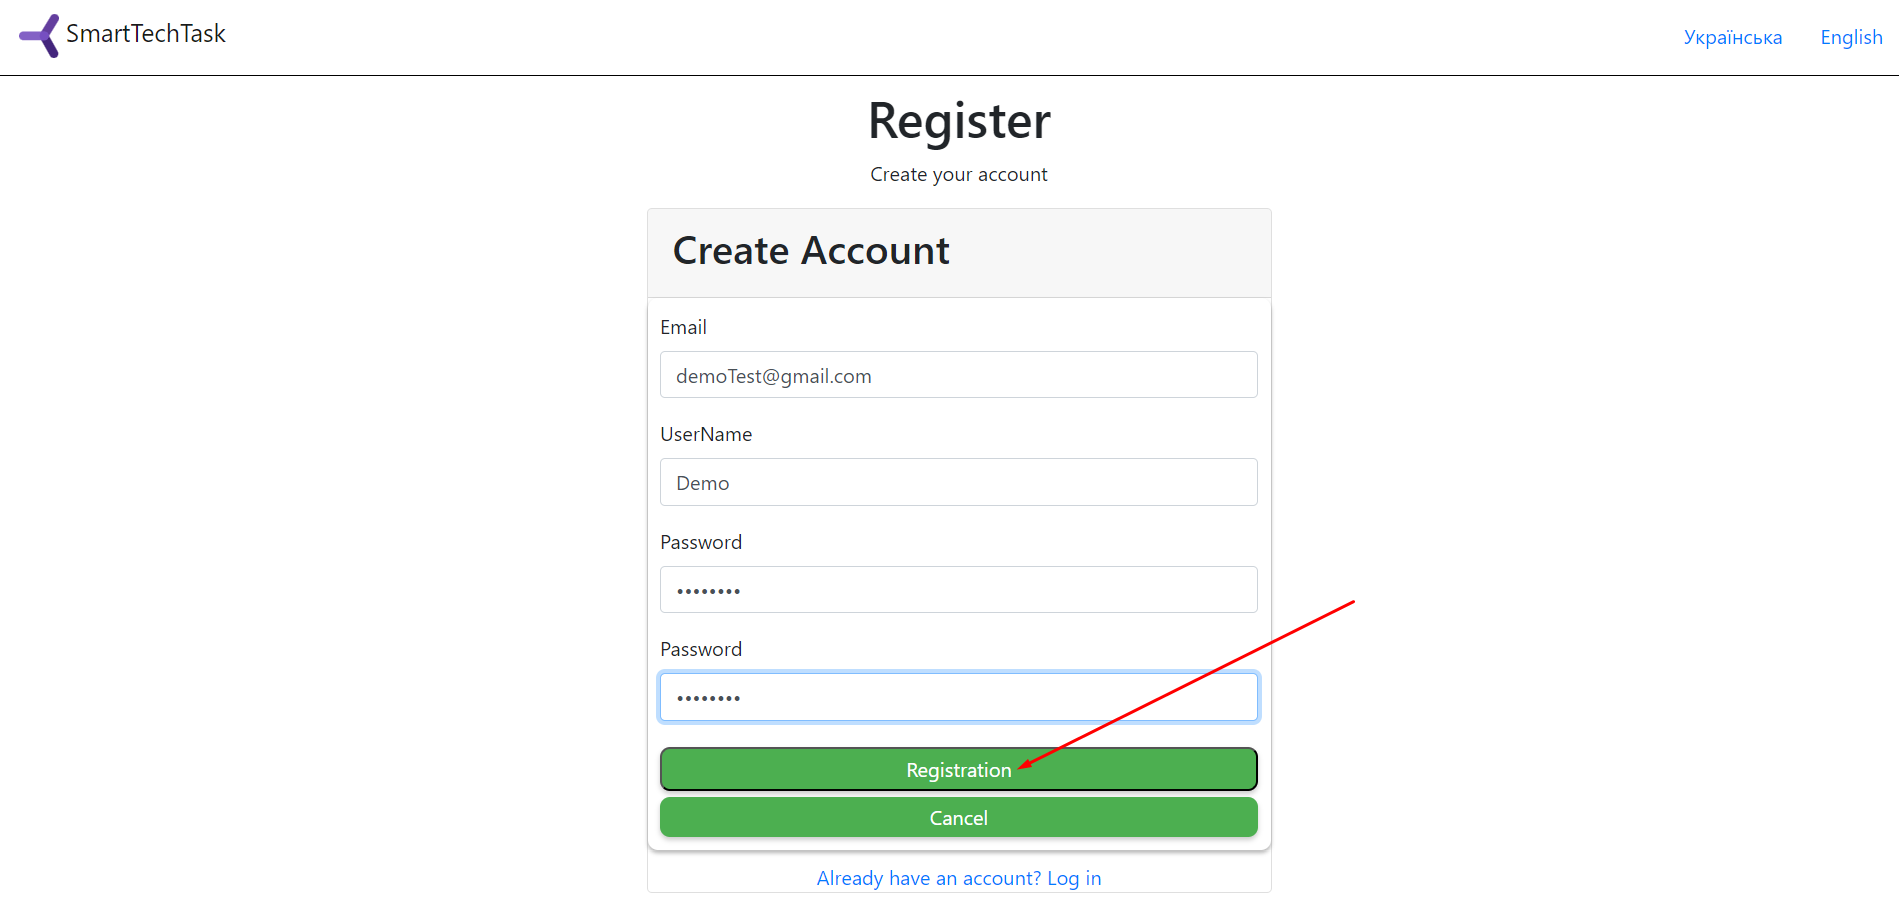 SmartTechTask
Українська English
Register
Create your account
Create Account
Email
demoTest@gmail.com
UserName
Demo
Password
••••••••
Password
••••••••
Registration
Cancel
Already have an account? Log in